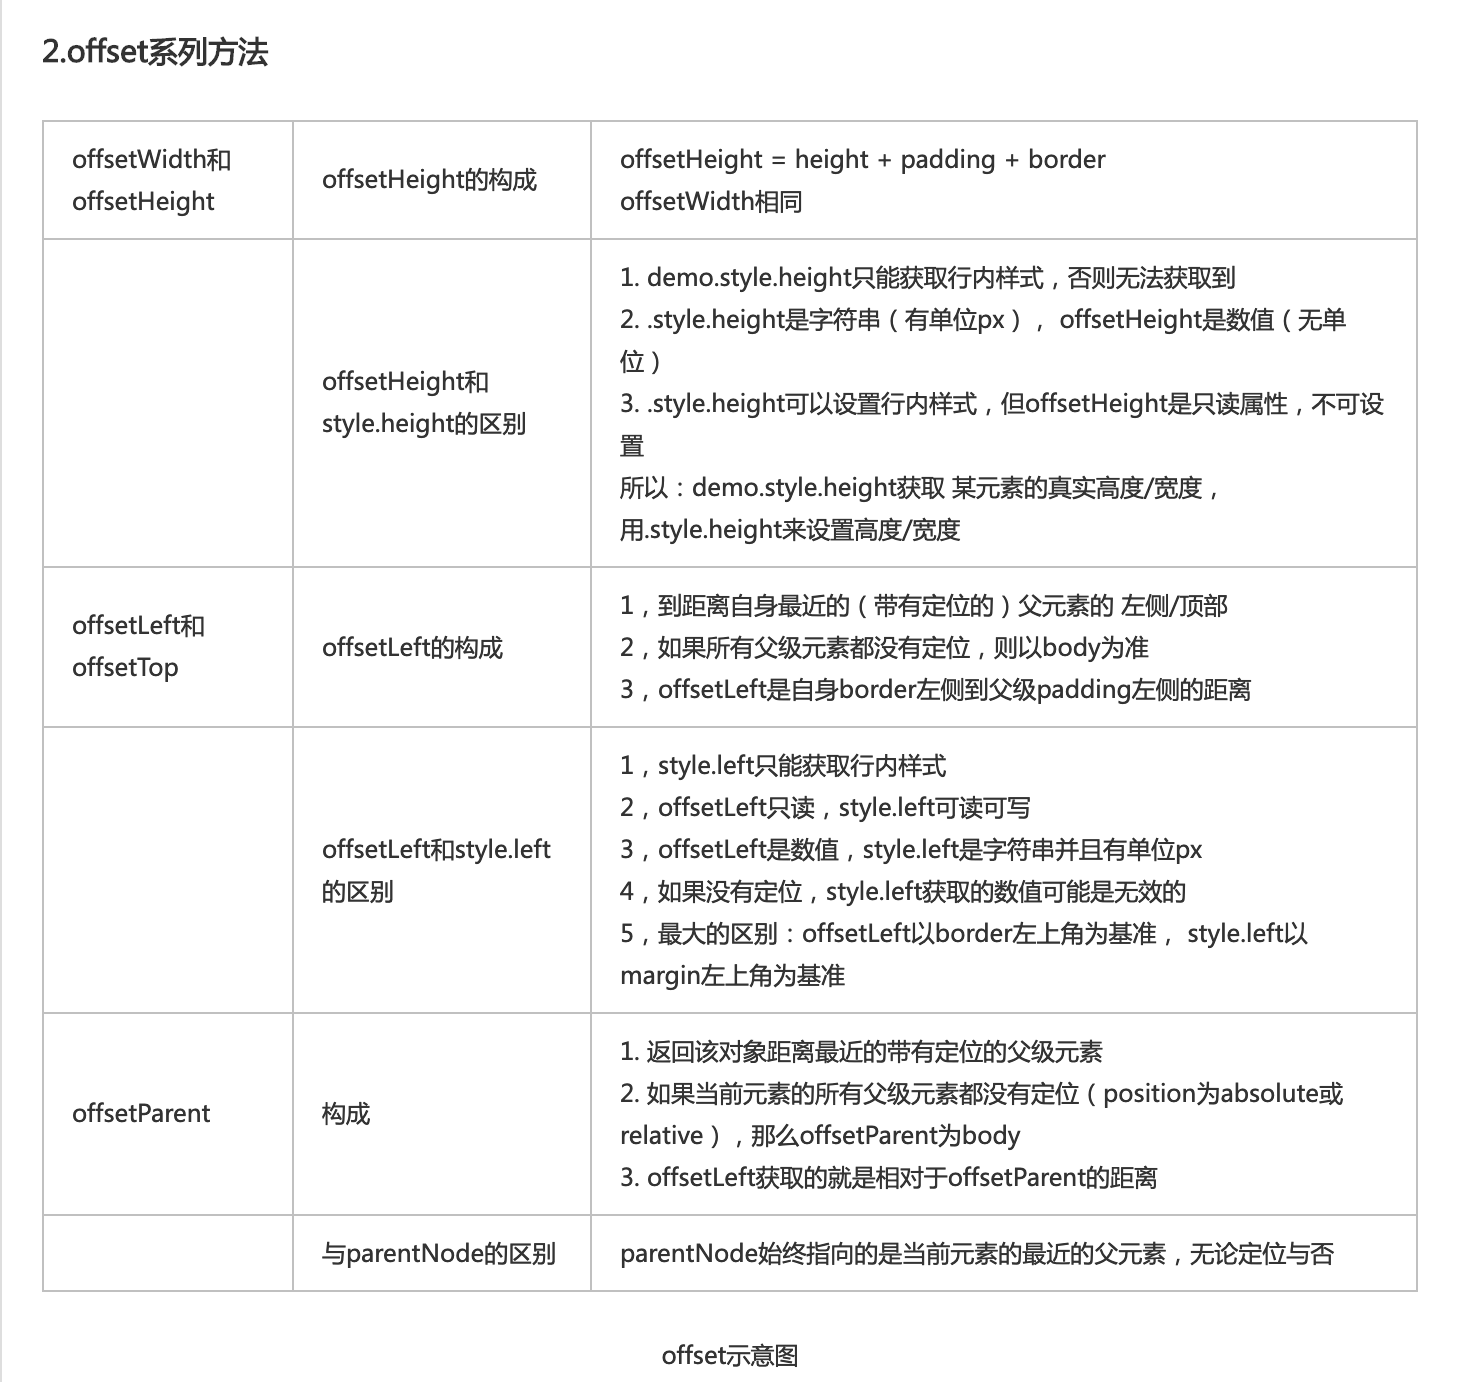 2.offset系列方法
offsetWidth和
offsetHeight
offsetHeight的构成
offsetHeight = height + padding + border
offsetWidth相同
offsetHeight和
style.height的区别
1. demo.style.height只能获取行内样式，否则无法获取到
2. .style.height是字符串（有单位px）， offsetHeight是数值（无单
位）
3. .style.height可以设置行内样式，但offsetHeight是只读属性，不可设
置
所以：demo.style.height获取 某元素的真实高度/宽度，
用.style.height来设置高度/宽度
offsetLeft和
offsetTop
offsetLeft的构成
1，到距离自身最近的（带有定位的）父元素的 左侧/顶部
2，如果所有父级元素都没有定位，则以body为准
3，offsetLeft是自身border左侧到父级padding左侧的距离
offsetLeft和style.left
的区别
1，style.left只能获取行内样式
2，offsetLeft只读，style.left可读可写
3，offsetLeft是数值，style.left是字符串并且有单位px
4，如果没有定位，style.left获取的数值可能是无效的
5，最大的区别：offsetLeft以border左上角为基准， style.left以
margin左上角为基准
offsetParent
构成
1. 返回该对象距离最近的带有定位的父级元素
2. 如果当前元素的所有父级元素都没有定位（position为absolute或
relative），那么offsetParent为body
3. offsetLeft获取的就是相对于offsetParent的距离
与parentNode的区别
parentNode始终指向的是当前元素的最近的父元素，无论定位与否
offset示意图